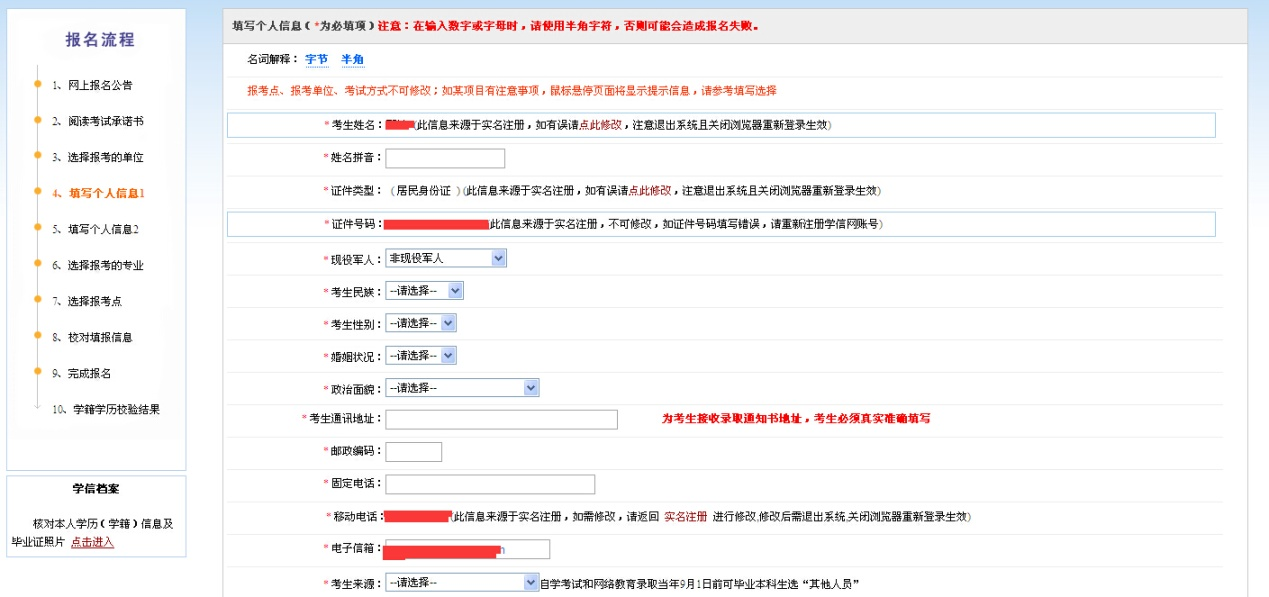 报名流程
1、网上报名公告
2、阅读考试承诺书
3、选择报考的单位
4、填写个人信息1
5、填写个人信息2
6、选择报考的专业
7、选择报考点
8、校对填报信息
9、完成报名
10、学籍学历校验结果
学信档案
核对本人学历(学籍)信息及
毕业证照片 点击进入
填写个人信息(*为必填项)注意：在输入数字或字母时，请使用半角字符，否则可能会造成报名失败。
名词解释： 字节 半角
报考点、报考单位、考试方式不可修改；如某项目有注意事项，鼠标悬停页面将显示提示信息，请参考填写选择
*考生姓名： (此信息来源于实名注册，如有误请点此修改，注意退出系统且关闭浏览器重新登录生效)
*姓名拼音：
*证件类型： (居民身份证 )(此信息来源于实名注册，如有误请点此修改，注意退出系统且关闭浏览器重新登录生效)
*证件号码： 此信息来源于实名注册，不可修改，如证件号码填写错误，请重新注册学信网账号)
*现役军人： 非现役军人
*考生民族： --请选择--
*考生性别： --请选择--
*婚姻状况： --请选择--
*政治面貌： --请选择--
*考生通讯地址： 为考生接收录取通知书地址，考生必须真实准确填写
*邮政编码：
*固定电话：
*移动电话： (此信息来源于实名注册，如需修改，请返回 实名注册 进行修改,修改后需退出系统,关闭浏览器重新登录生效)
*电子信箱：
*考生来源： --请选择-- 自学考试和网络教育录取当年9月1日前可毕业本科生选“其他人员”